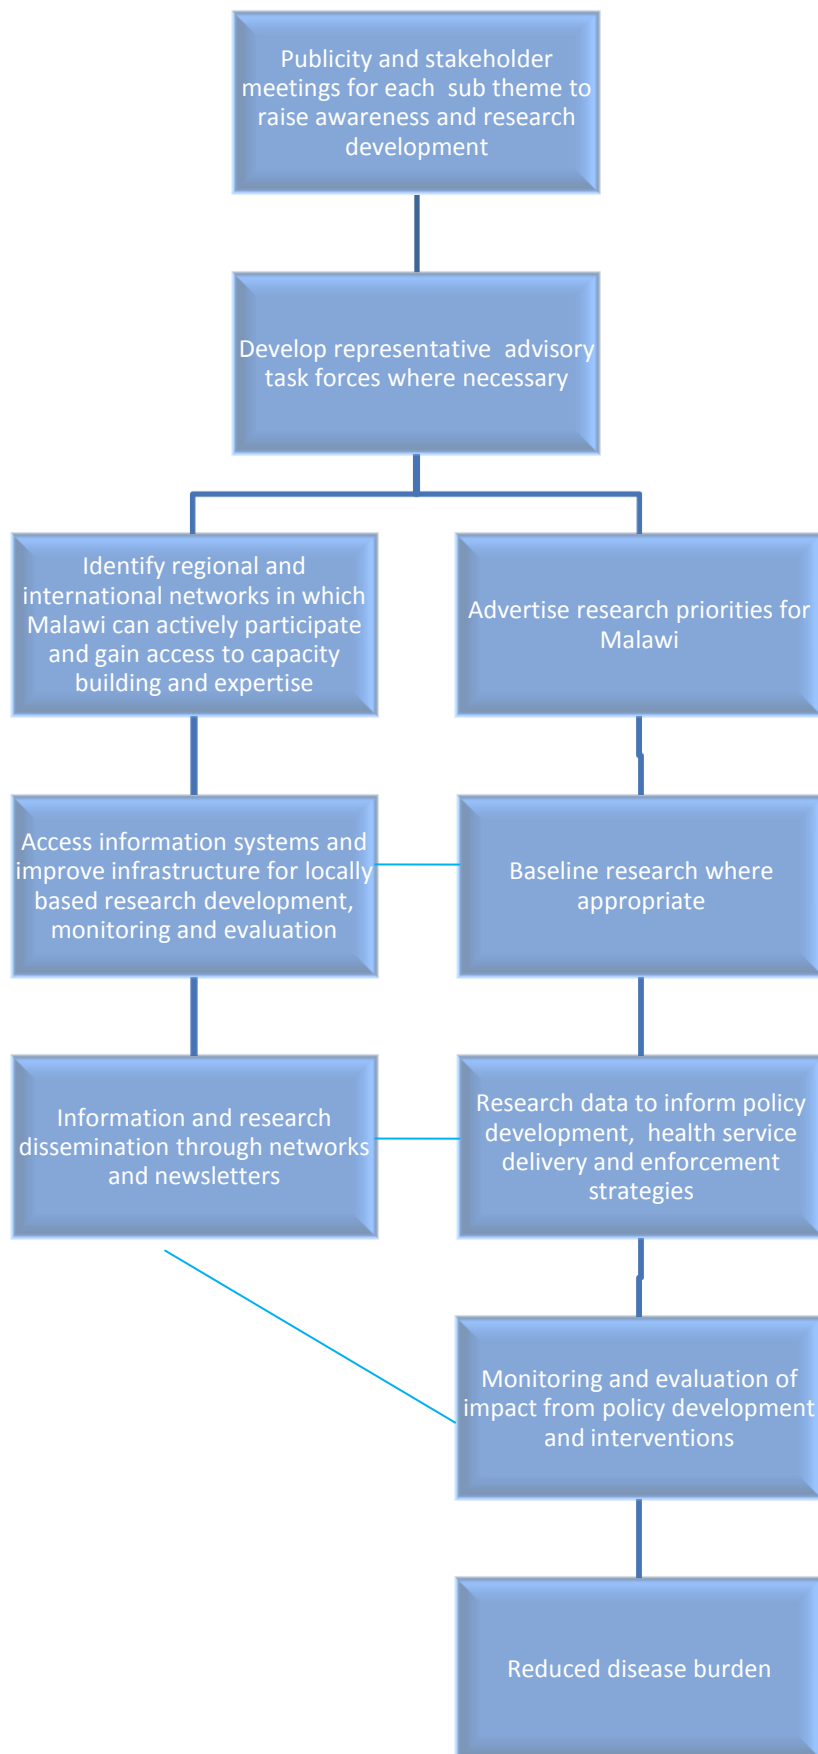 Publicity and stakeholder
meetings for each sub theme to
raise awareness and research
development
Develop representative advisory
task forces where necessary
Identify regional and
international networks in which
Malawi can actively participate
and gain access to capacity
building and expertise
Advertise research priorities for
Malawi
Access information systems and
improve infrastructure for locally
based research development,
monitoring and evaluation
Baseline research where
appropriate
Information and research
dissemination through networks
and newsletters
Research data to inform policy
development, health service
delivery and enforcement
strategies
Monitoring and evaluation of
impact from policy development
and interventions
Reduced disease burden